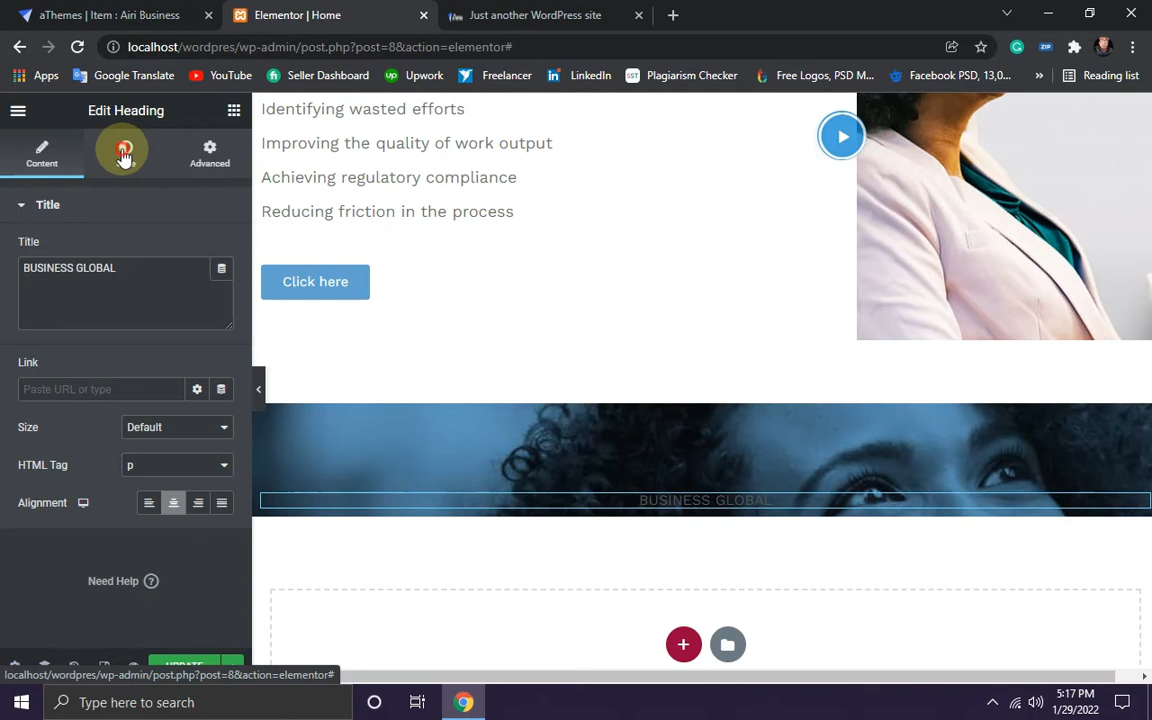 aThemes | Item : Airi Business
Elementor | Home
Just another WordPress site
localhost/wordpres/wp-admin/post.php?post=8&action=elementor#
Apps
Google Translate
YouTube
Seller Dashboard
Upwork
Freelancer
LinkedIn
Plagiarism Checker
Free Logos, PSD M...
Facebook PSD, 13,0...
Reading list
Edit Heading
Content
Advanced
Title
Title
BUSINESS GLOBAL
Link
Paste URL or type
Size
Default
HTML Tag
p
Alignment
Need Help ?
Identifying wasted efforts
Improving the quality of work output
Achieving regulatory compliance
Reducing friction in the process
Click here
BUSINESS GLOBAL
UPDATE
localhost/wordpres/wp-admin/post.php?post=8&action=elementor#
Type here to search
5:17 PM
1/29/2022